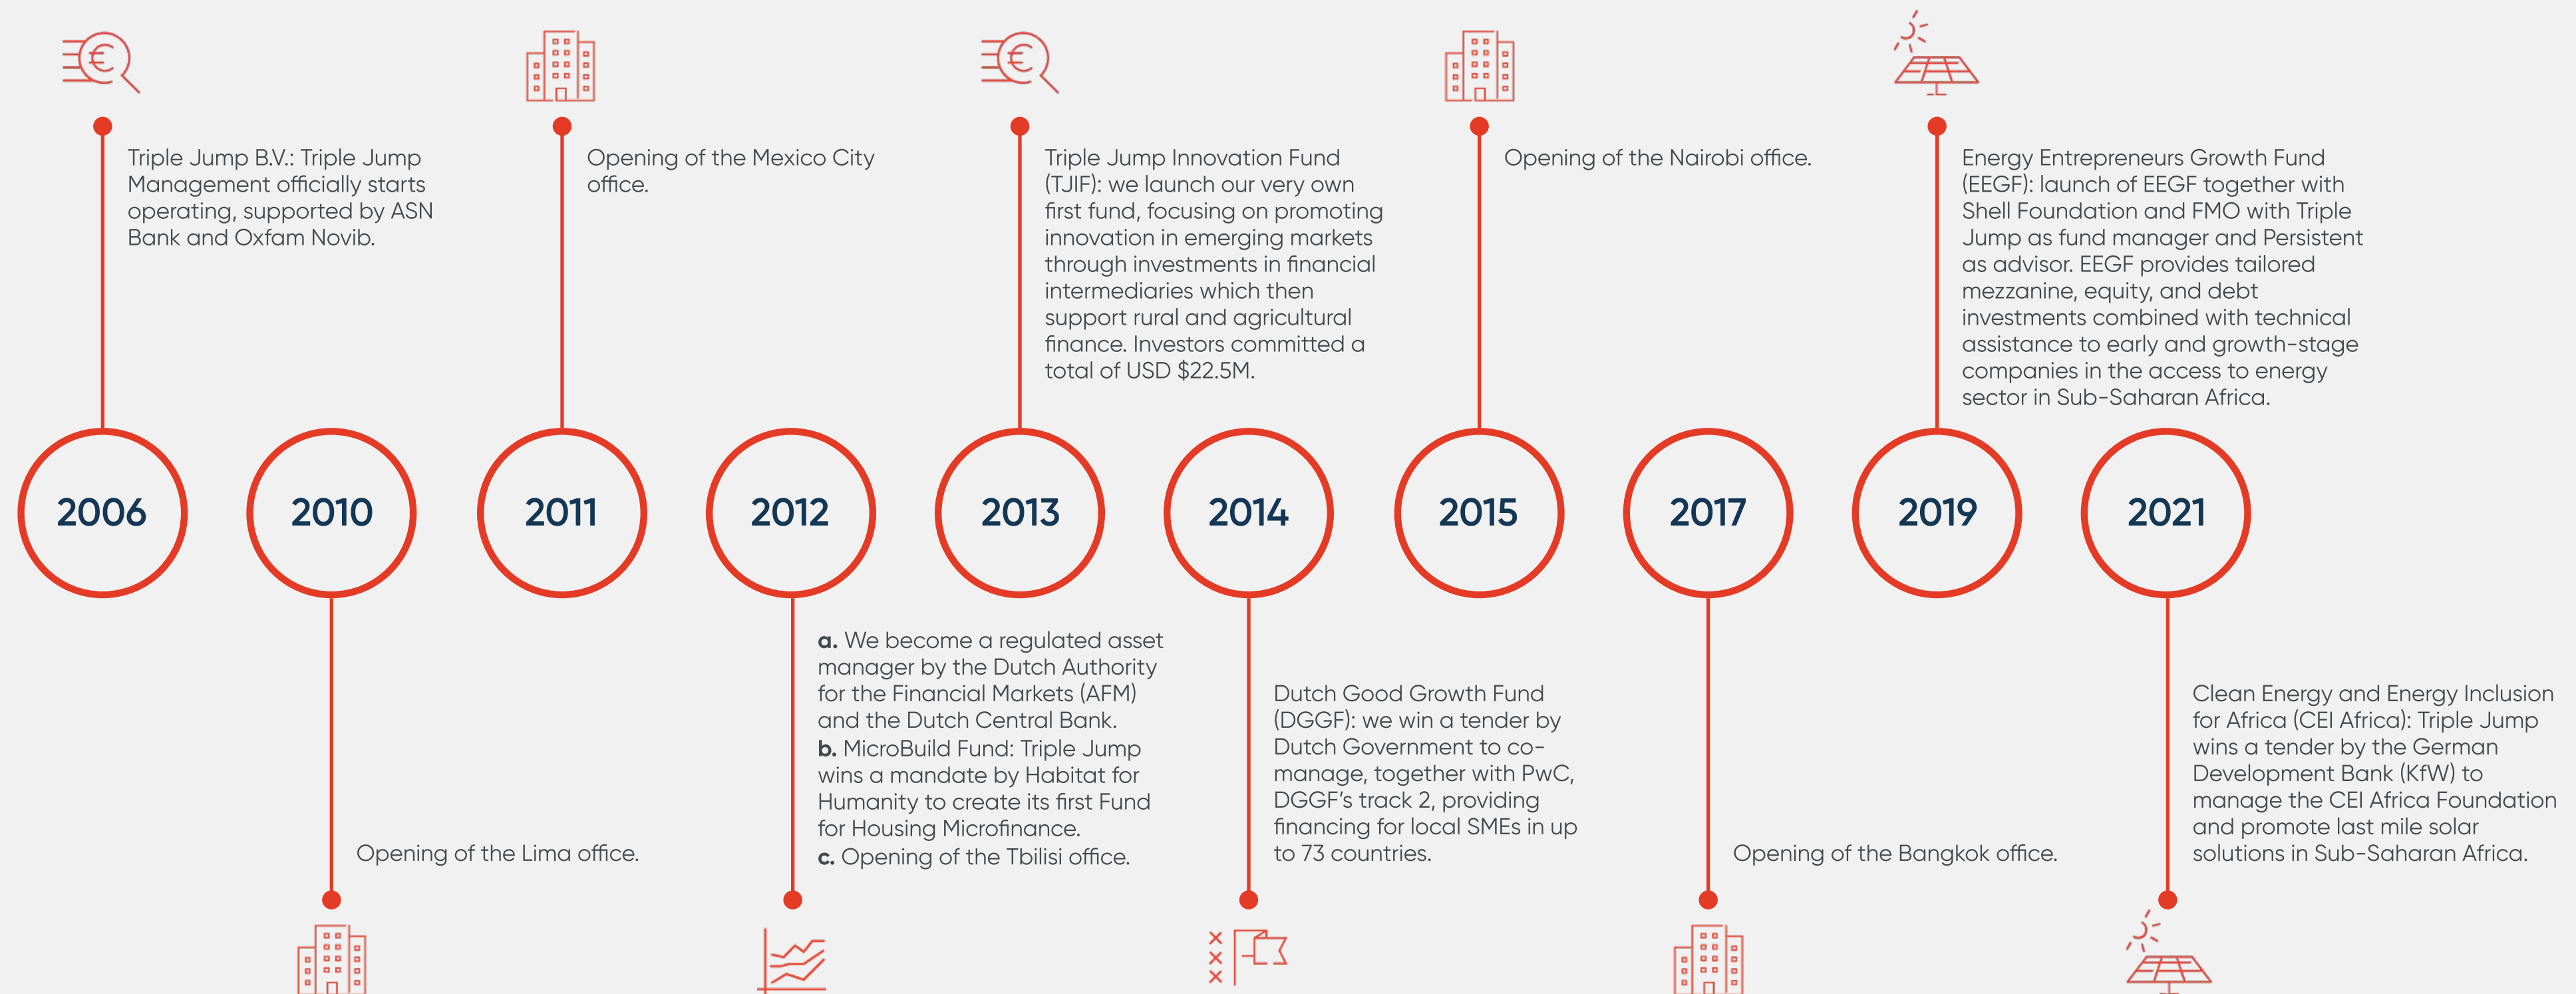 Triple Jump B.V.: Triple Jump
Management officially starts
operating, supported by ASN
Bank and Oxfam Novib.
Opening of the Mexico City
office.
Triple Jump Innovation Fund
(TJIF): we launch our very own
first fund, focusing on promoting
innovation in emerging markets
through investments in financial
intermediaries which then
support rural and agricultural
finance. Investors committed a
total of USD $22.5M.
Opening of the Nairobi office.
Energy Entrepreneurs Growth Fund
(EEGF): launch of EEGF together with
Shell Foundation and FMO with Triple
Jump as fund manager and Persistent
as advisor. EEGF provides tailored
mezzanine, equity, and debt
investments combined with technical
assistance to early and growth-stage
companies in the access to energy
sector in Sub-Saharan Africa.
2006
2010
2011
2012
2013
2014
2015
2017
2019
2021
Opening of the Lima office.
a. We become a regulated asset
manager by the Dutch Authority
for the Financial Markets (AFM)
and the Dutch Central Bank.
b. MicroBuild Fund: Triple Jump
wins a mandate by Habitat for
Humanity to create its first Fund
for Housing Microfinance.
c. Opening of the Tbilisi office.
Dutch Good Growth Fund
(DGGF): we win a tender by
Dutch Government to co-
manage, together with PwC,
DGGF's track 2, providing
financing for local SMEs in up
to 73 countries.
Opening of the Bangkok office.
Clean Energy and Energy Inclusion
for Africa (CEI Africa): Triple Jump
wins a tender by the German
Development Bank (KfW) to
manage the CEI Africa Foundation
and promote last mile solar
solutions in Sub-Saharan Africa.